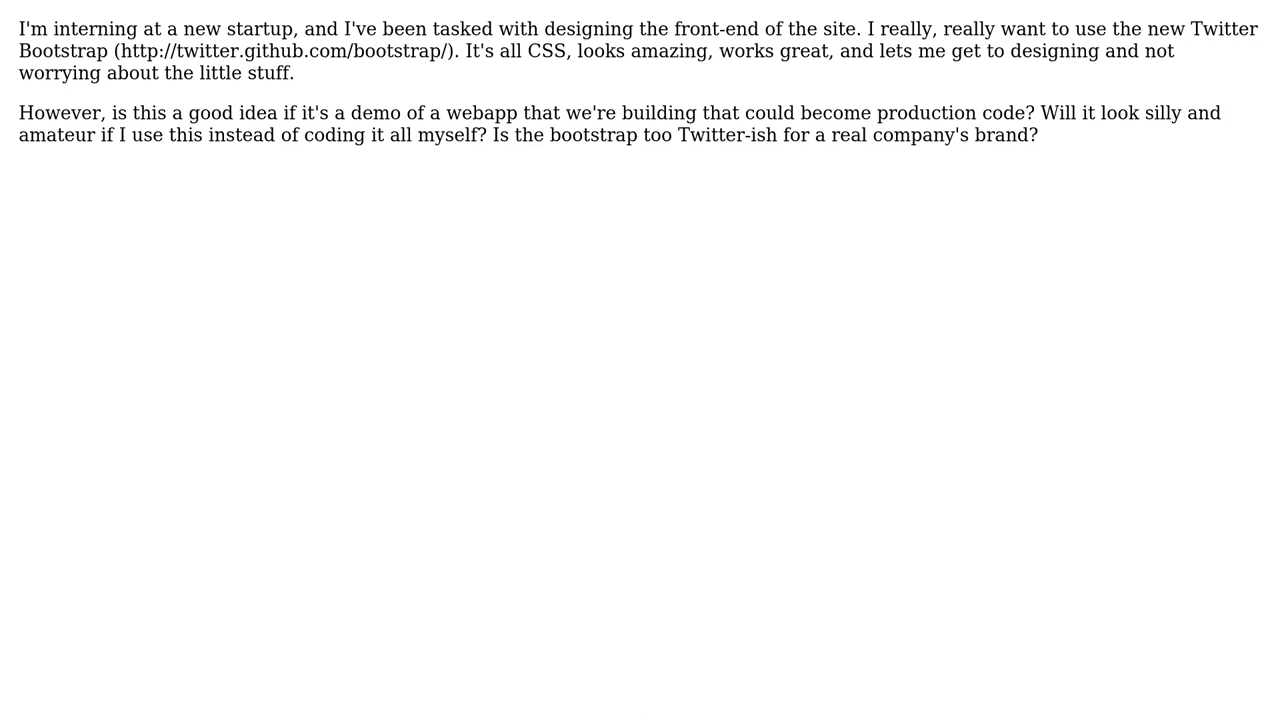 I'm interning at a new startup, and I've been tasked with designing the front-end of the site. I really, really want to use the new Twitter
Bootstrap (http://twitter.github.com/bootstrap/). It's all CSS, looks amazing, works great, and lets me get to designing and not
worrying about the little stuff.
However, is this a good idea if it's a demo of a webapp that we're building that could become production code? Will it look silly and
amateur if I use this instead of coding it all myself? Is the bootstrap too Twitter-ish for a real company's brand?